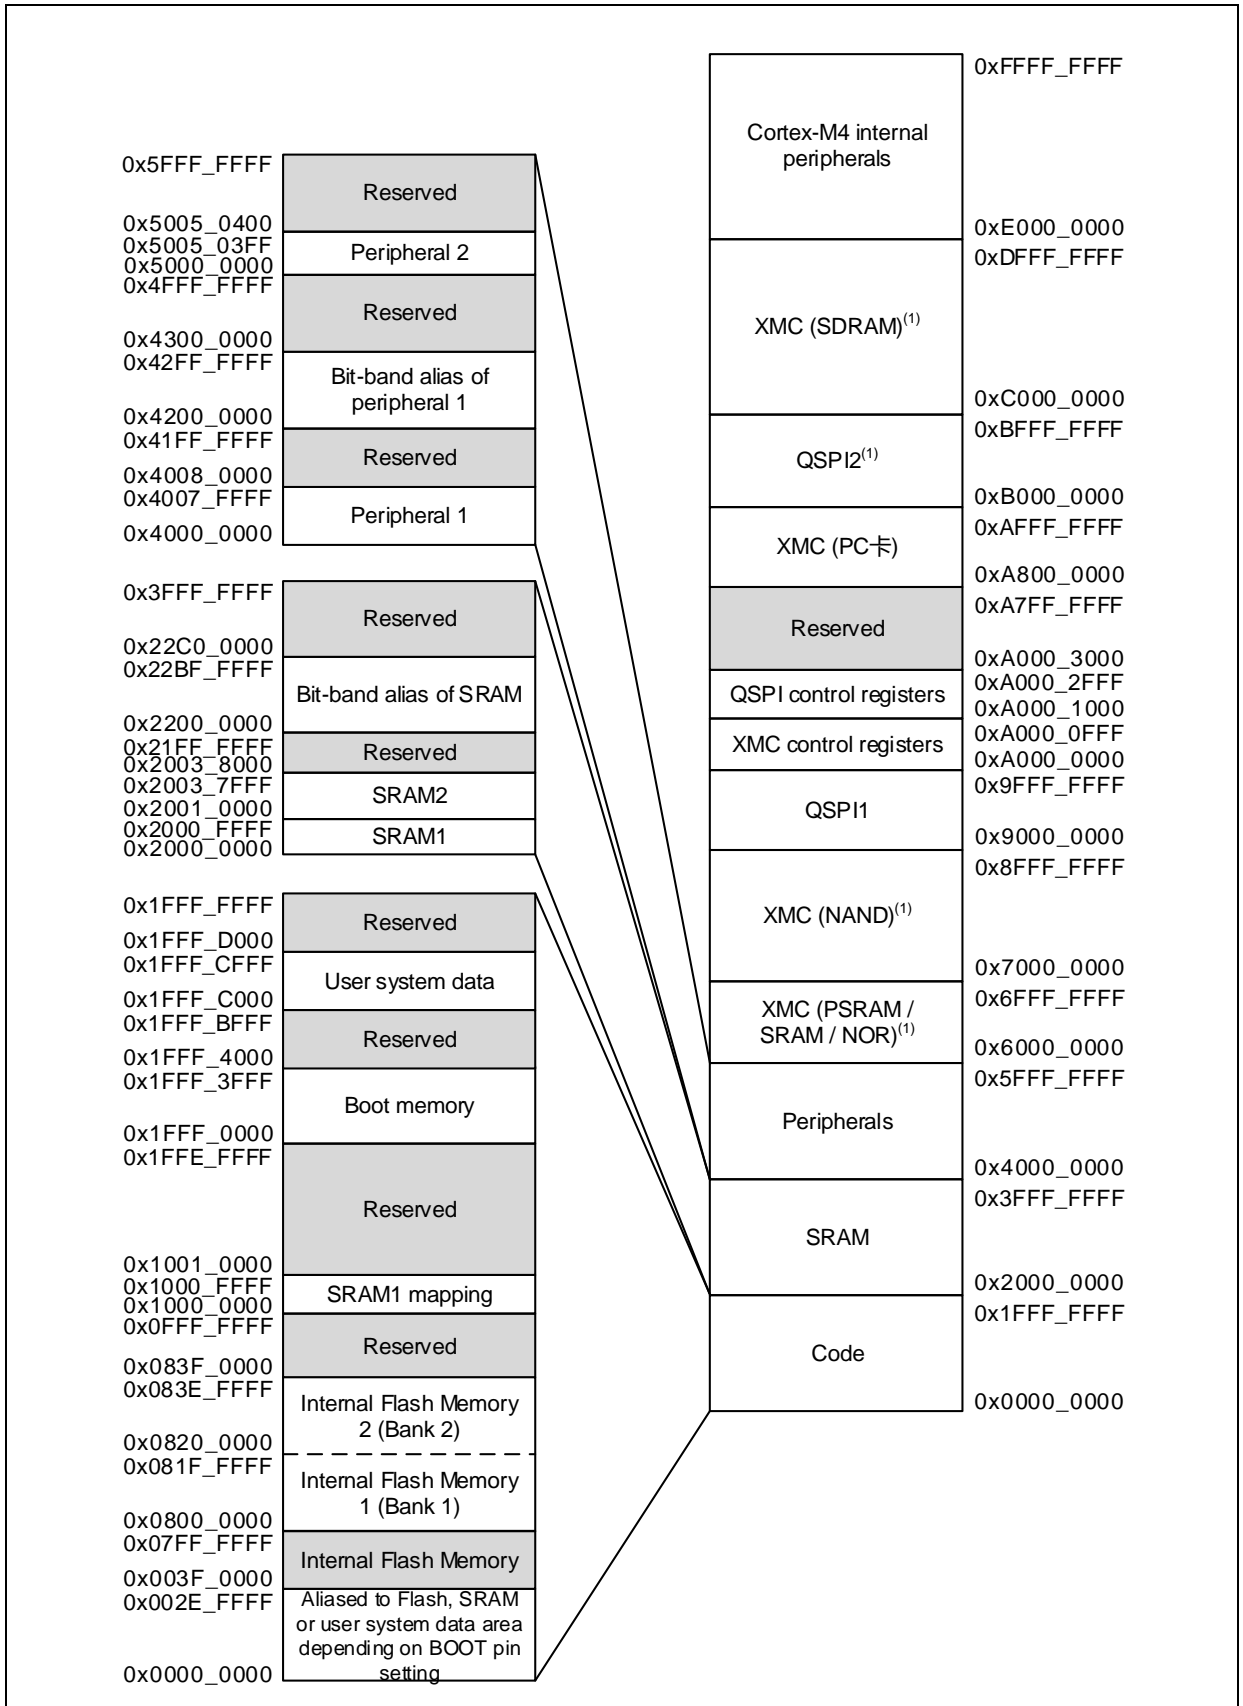 0x5FFF_FFFF
Reserved
0x5005_0400
0x5005_03FF
Peripheral 2
0x5000_0000
0x4FFF_FFFF
Reserved
0x4300_0000
0x42FF_FFFF
Bit-band alias of
peripheral 1
0x4200_0000
0x41FF_FFFF
Reserved
0x4008_0000
0x4007_FFFF
Peripheral 1
0x4000_0000
0x3FFF_FFFF
Reserved
0x22C0_0000
0x22BF_FFFF
Bit-band alias of SRAM
0x2200_0000
0x21FF_FFFF
Reserved
0x2003_8000
0x2003_7FFF
SRAM2
0x2001_0000
0x2000_FFFF
SRAM1
0x2000_0000
0x1FFF_FFFF
Reserved
0x1FFF_D000
0x1FFF_CFFF
User system data
0x1FFF_C000
0x1FFF_BFFF
Reserved
0x1FFF_4000
0x1FFF_3FFF
Boot memory
0x1FFF_0000
0x1FFE_FFFF
Reserved
0x1001_0000
0x1000_FFFF
SRAM1 mapping
0x1000_0000
0x0FFF_FFFF
Reserved
0x083F_0000
0x083E_FFFF
Internal Flash Memory
2 (Bank 2)
0x0820_0000
0x081F_FFFF
Internal Flash Memory
1 (Bank 1)
0x0800_0000
0x07FF_FFFF
Internal Flash Memory
0x003F_0000
0x002E_FFFF
Aliased to Flash, SRAM
or user system data area
depending on BOOT pin
setting
0x0000_0000
0xFFFF_FFFF
Cortex-M4 internal
peripherals
0xE000_0000
0xDFFF_FFFF
XMC (SDRAM)(1)
0xC000_0000
0xBFFF_FFFF
QSPI2(1)
0xB000_0000
0xAFFF_FFFF
XMC (PC卡)
0xA800_0000
0xA7FF_FFFF
Reserved
0xA000_3000
0xA000_2FFF
QSPI control registers
0xA000_1000
0xA000_0FFF
XMC control registers
0xA000_0000
0x9FFF_FFFF
QSPI1
0x9000_0000
0x8FFF_FFFF
XMC (NAND)(1)
0x7000_0000
0x6FFF_FFFF
XMC (PSRAM /
SRAM / NOR)(1)
0x6000_0000
0x5FFF_FFFF
Peripherals
0x4000_0000
0x3FFF_FFFF
SRAM
0x2000_0000
0x1FFF_FFFF
Code
0x0000_0000